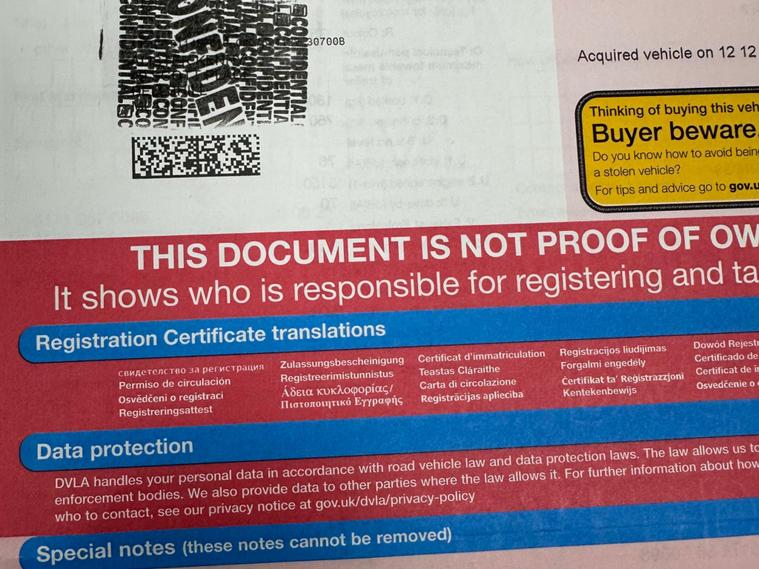 CONFIDENTIAL
30700B
Acquired vehicle on 12 12
Thinking of buying this veh
Buyer beware.
Do you know how to avoid bein
a stolen vehicle?
For tips and advice go to gov.u
THIS DOCUMENT IS NOT PROOF OF OW
It shows who is responsible for registering and ta
Registration Certificate translations
свидетелство за регистрация
Permiso de circulación
Osvědčení o registraci
Registreringsattest
Zulassungsbescheinigung
Registreerimistunnistus
Άδεια κυκλοφορίας/
Πιστοποιητικό Εγγραφής
Certificat d'immatriculation
Teastas Cláraithe
Carta di circolazione
Reģistrācijas apliecība
Registracijos liudijimas
Forgalmi engedély
Ċertifikat ta' Reġistrazzjoni
Kentekenbewijs
Dowód Rejestr
Certificado de
Certificat de în
Osvedčenie o e
Data protection
DVLA handles your personal data in accordance with road vehicle law and data protection laws. The law allows us to
enforcement bodies. We also provide data to other parties where the law allows it. For further information about how
who to contact, see our privacy notice at gov.uk/dvla/privacy-policy
Special notes (these notes cannot be removed)